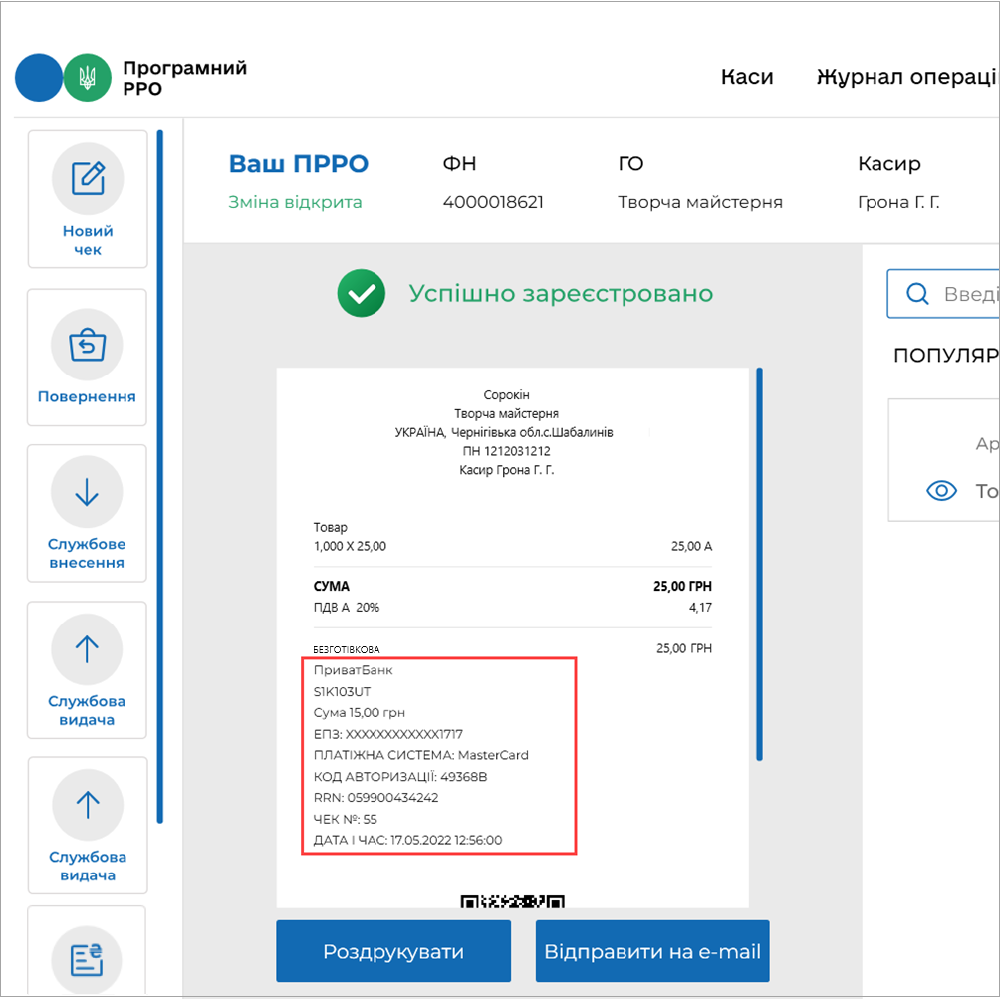 Програмний
РРО
Каси
Журнал операці
Новий
чек
Повернення
Службове
внесення
Службова
видача
Службова
видача
Ваш ПРРО
ФН
ГО
Касир
Зміна відкрита
4000018621
Творча майстерня
Грона Г. Г.
Успішно зареєстровано
Сорокін
Творча майстерня
УКРАЇНА, Чернігівська обл.с.Шабалинів
ПН 1212031212
Касир Грона Г. Г.
Товар
1,000 X 25,00 25,00 А
СУМА 25,00 ГРН
ПДВ А 20% 4,17
БЕЗГОТІВКОВА 25,00 ГРН
ПриватБанк
S1K103UT
Сума 15,00 грн
ЕПЗ: XXXXXXXXXXXX1717
ПЛАТІЖНА СИСТЕМА: MasterCard
КОД АВТОРИЗАЦІЇ: 49368B
RRN: 059900434242
ЧЕК №: 55
ДАТА І ЧАС: 17.05.2022 12:56:00
Роздрукувати
Відправити на e-mail
Введі
ПОПУЛЯР
Ар
То